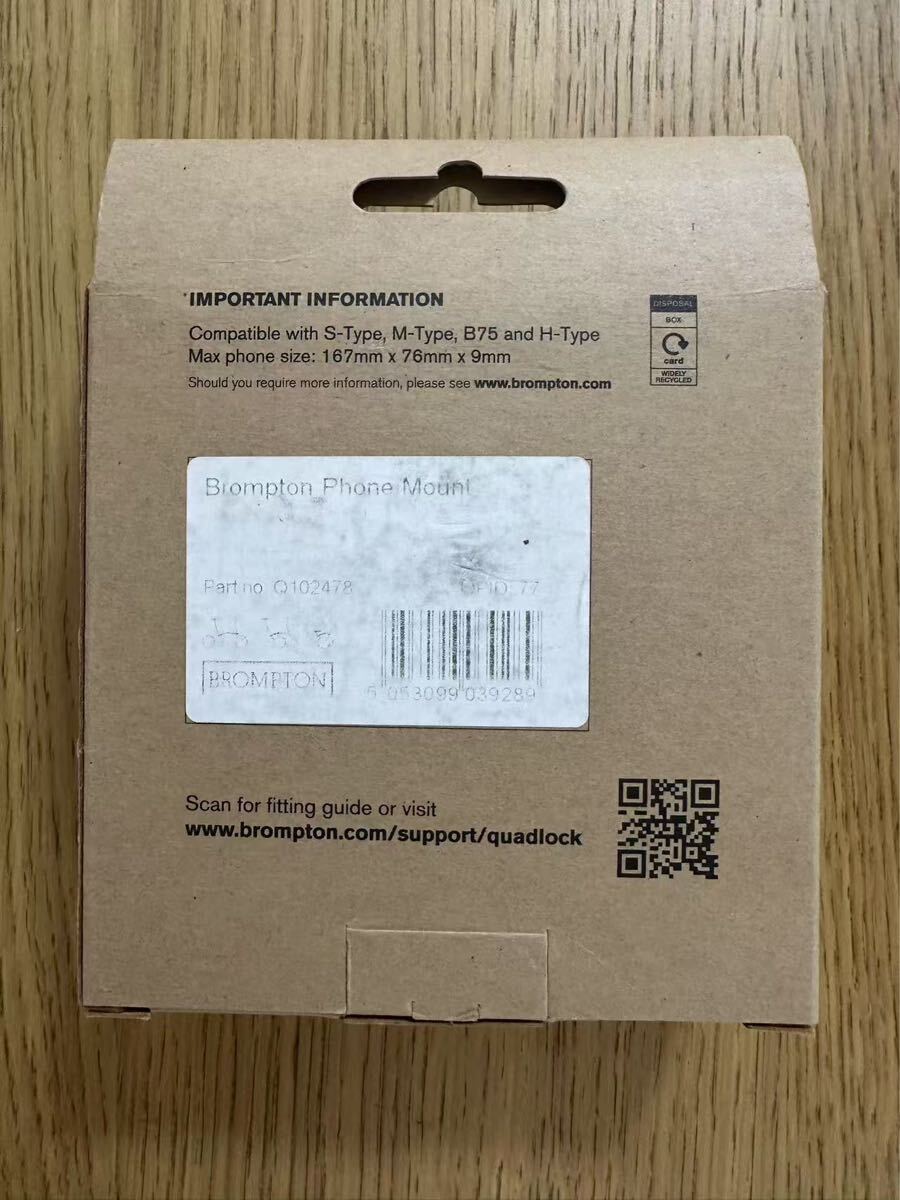 IMPORTANT INFORMATION
Compatible with S-Type, M-Type, B75 and H-Type
Max phone size: 167mm x 76mm x 9mm
Should you require more information, please see www.brompton.com
DISPOSAL
BOX
card
WIDELY
RECYCLED
Brompton Phone Mount
Part no Q102478
77
BROMPTON
5 053099 039289
Scan for fitting guide or visit
www.brompton.com/support/quadlock